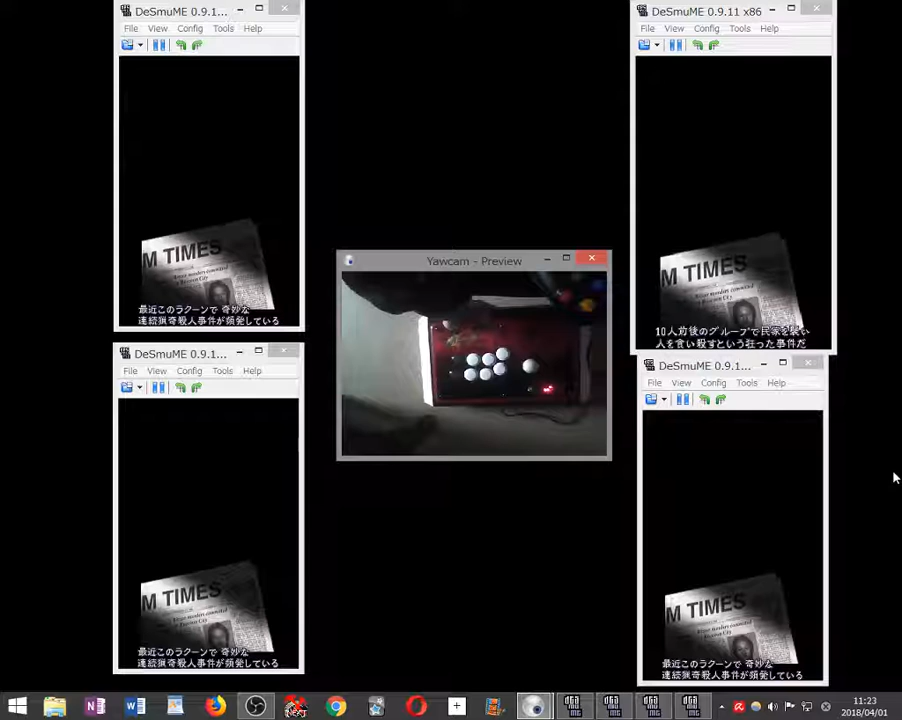 DeSmuME 0.9.1...
File View Config Tools Help
M TIMES
最近このラクーンで 奇妙な
連続猟奇殺人事件が頻発している
DeSmuME 0.9.11 x86
File View Config Tools Help
M TIMES
10人前後のグループで民家を襲い
人を食い殺すという狂った事件だ
Yawcam - Preview
DeSmuME 0.9.1...
File View Config Tools Help
M TIMES
最近このラクーンで 奇妙な
連続猟奇殺人事件が頻発している
DeSmuME 0.9.1...
File View Config Tools Help
M TIMES
最近このラクーンで 奇妙な
連続猟奇殺人事件が頻発している
11:23
2018/04/01